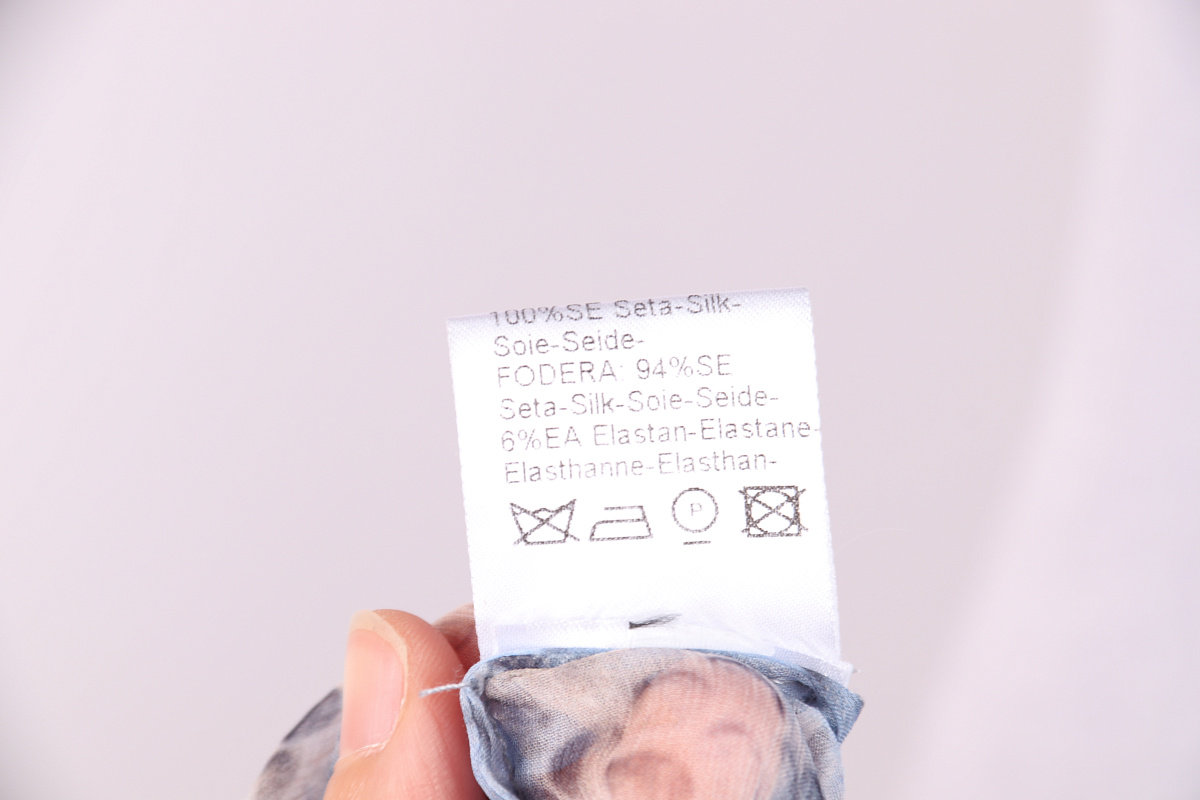 100%SE Seta-Silk-
Soie-Seide-
FODERA: 94%SE
Seta-Silk-Soie-Seide-
6%EA Elastan-Elastane-
Elasthanne-Elasthan-
P